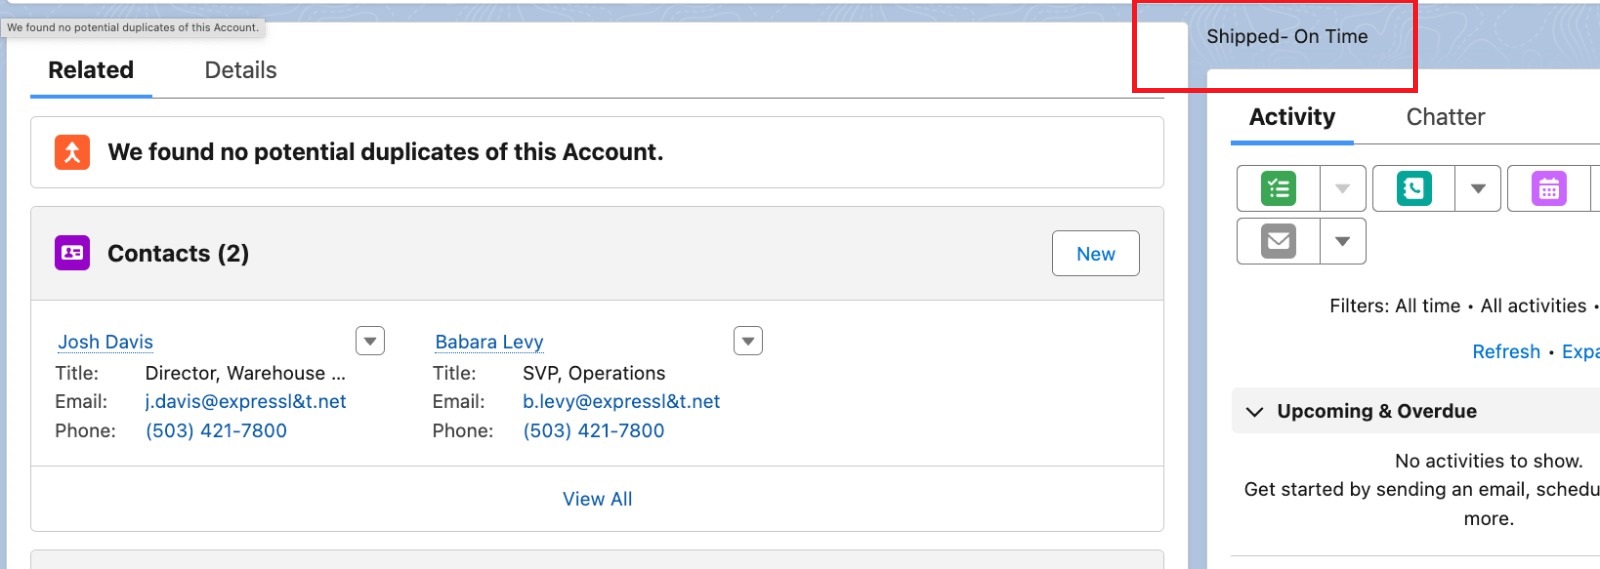 We found no potential duplicates of this Account.
Shipped- On Time
Related Details
Activity Chatter
We found no potential duplicates of this Account.
Contacts (2) New
Josh Davis Babara Levy
Title: Director, Warehouse ... Title: SVP, Operations
Email: j.davis@expressl&t.net Email: b.levy@expressl&t.net
Phone: (503) 421-7800 Phone: (503) 421-7800
View All
Filters: All time • All activities •
Refresh • Expa
Upcoming & Overdue
No activities to show.
Get started by sending an email, schedu
more.